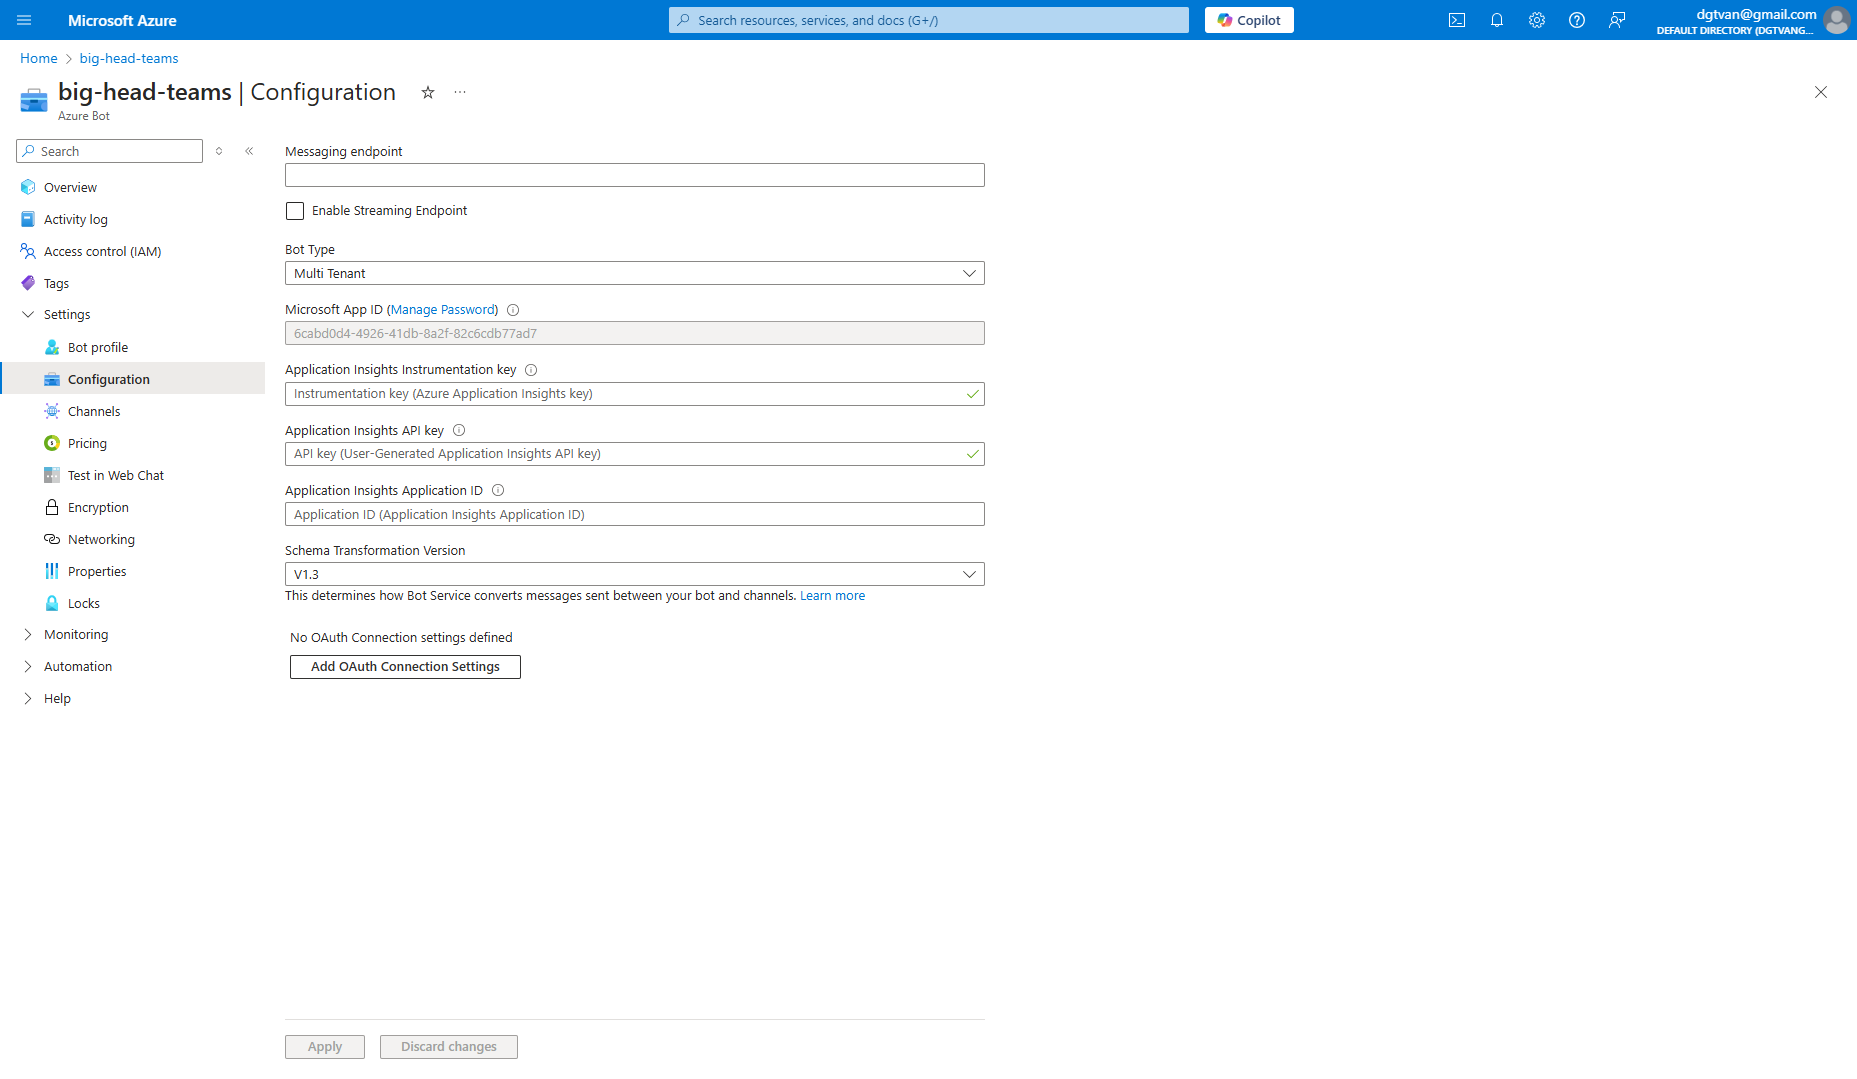 Microsoft Azure
Search resources, services, and docs (G+/)
Copilot
dgtvan@gmail.com
DEFAULT DIRECTORY (DGTVANG...
Home > big-head-teams
big-head-teams | Configuration
Azure Bot
Search
Overview
Activity log
Access control (IAM)
Tags
Settings
Bot profile
Configuration
Channels
Pricing
Test in Web Chat
Encryption
Networking
Properties
Locks
Monitoring
Automation
Help
Messaging endpoint
Enable Streaming Endpoint
Bot Type
Multi Tenant
Microsoft App ID (Manage Password)
6cabd0d4-4926-41db-8a2f-82c6cdb77ad7
Application Insights Instrumentation key
Instrumentation key (Azure Application Insights key)
Application Insights API key
API key (User-Generated Application Insights API key)
Application Insights Application ID
Application ID (Application Insights Application ID)
Schema Transformation Version
V1.3
This determines how Bot Service converts messages sent between your bot and channels. Learn more
No OAuth Connection settings defined
Add OAuth Connection Settings
Apply
Discard changes